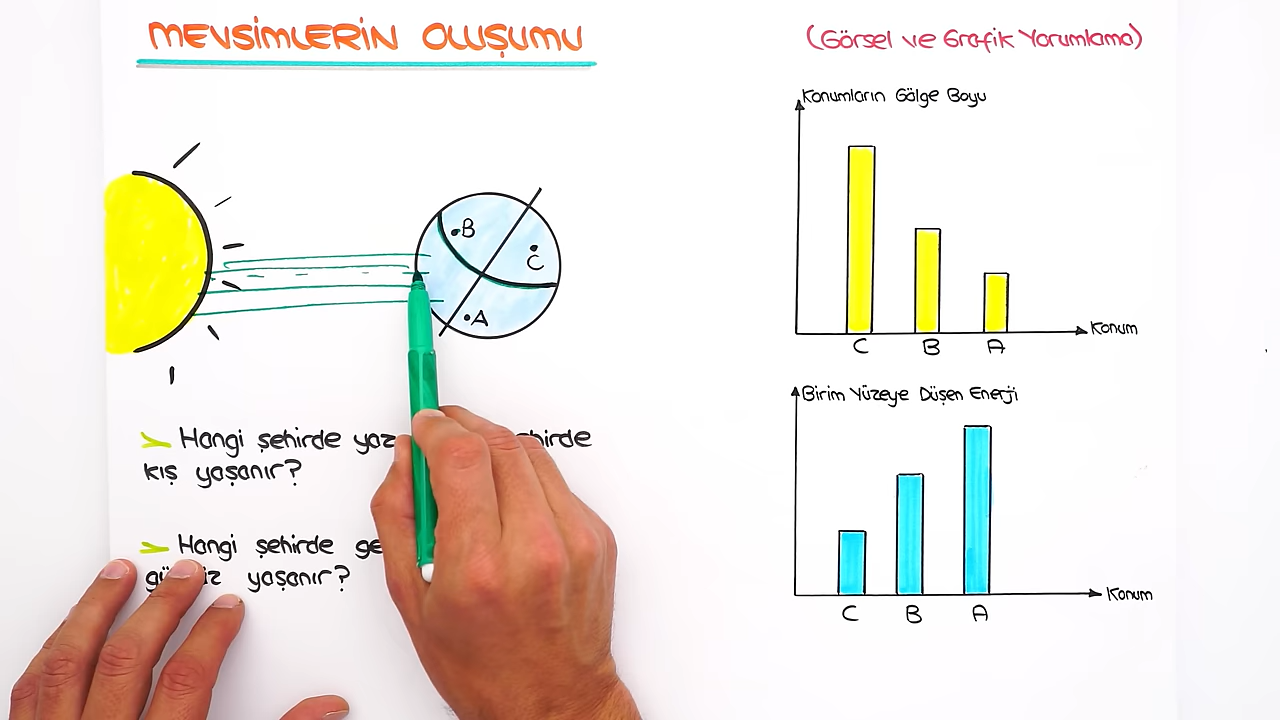 MEVSİMLERİN OLUŞUMU
(Görsel ve Grafik Yorumlama)
Konumların Gölge Boyu
B
C
A
Konum
C B A
Birim Yüzeye Düşen Enerji
Hangi şehirde yaz
kış yaşanır?
Hangi şehirde
yaşanır?
Konum
C B A